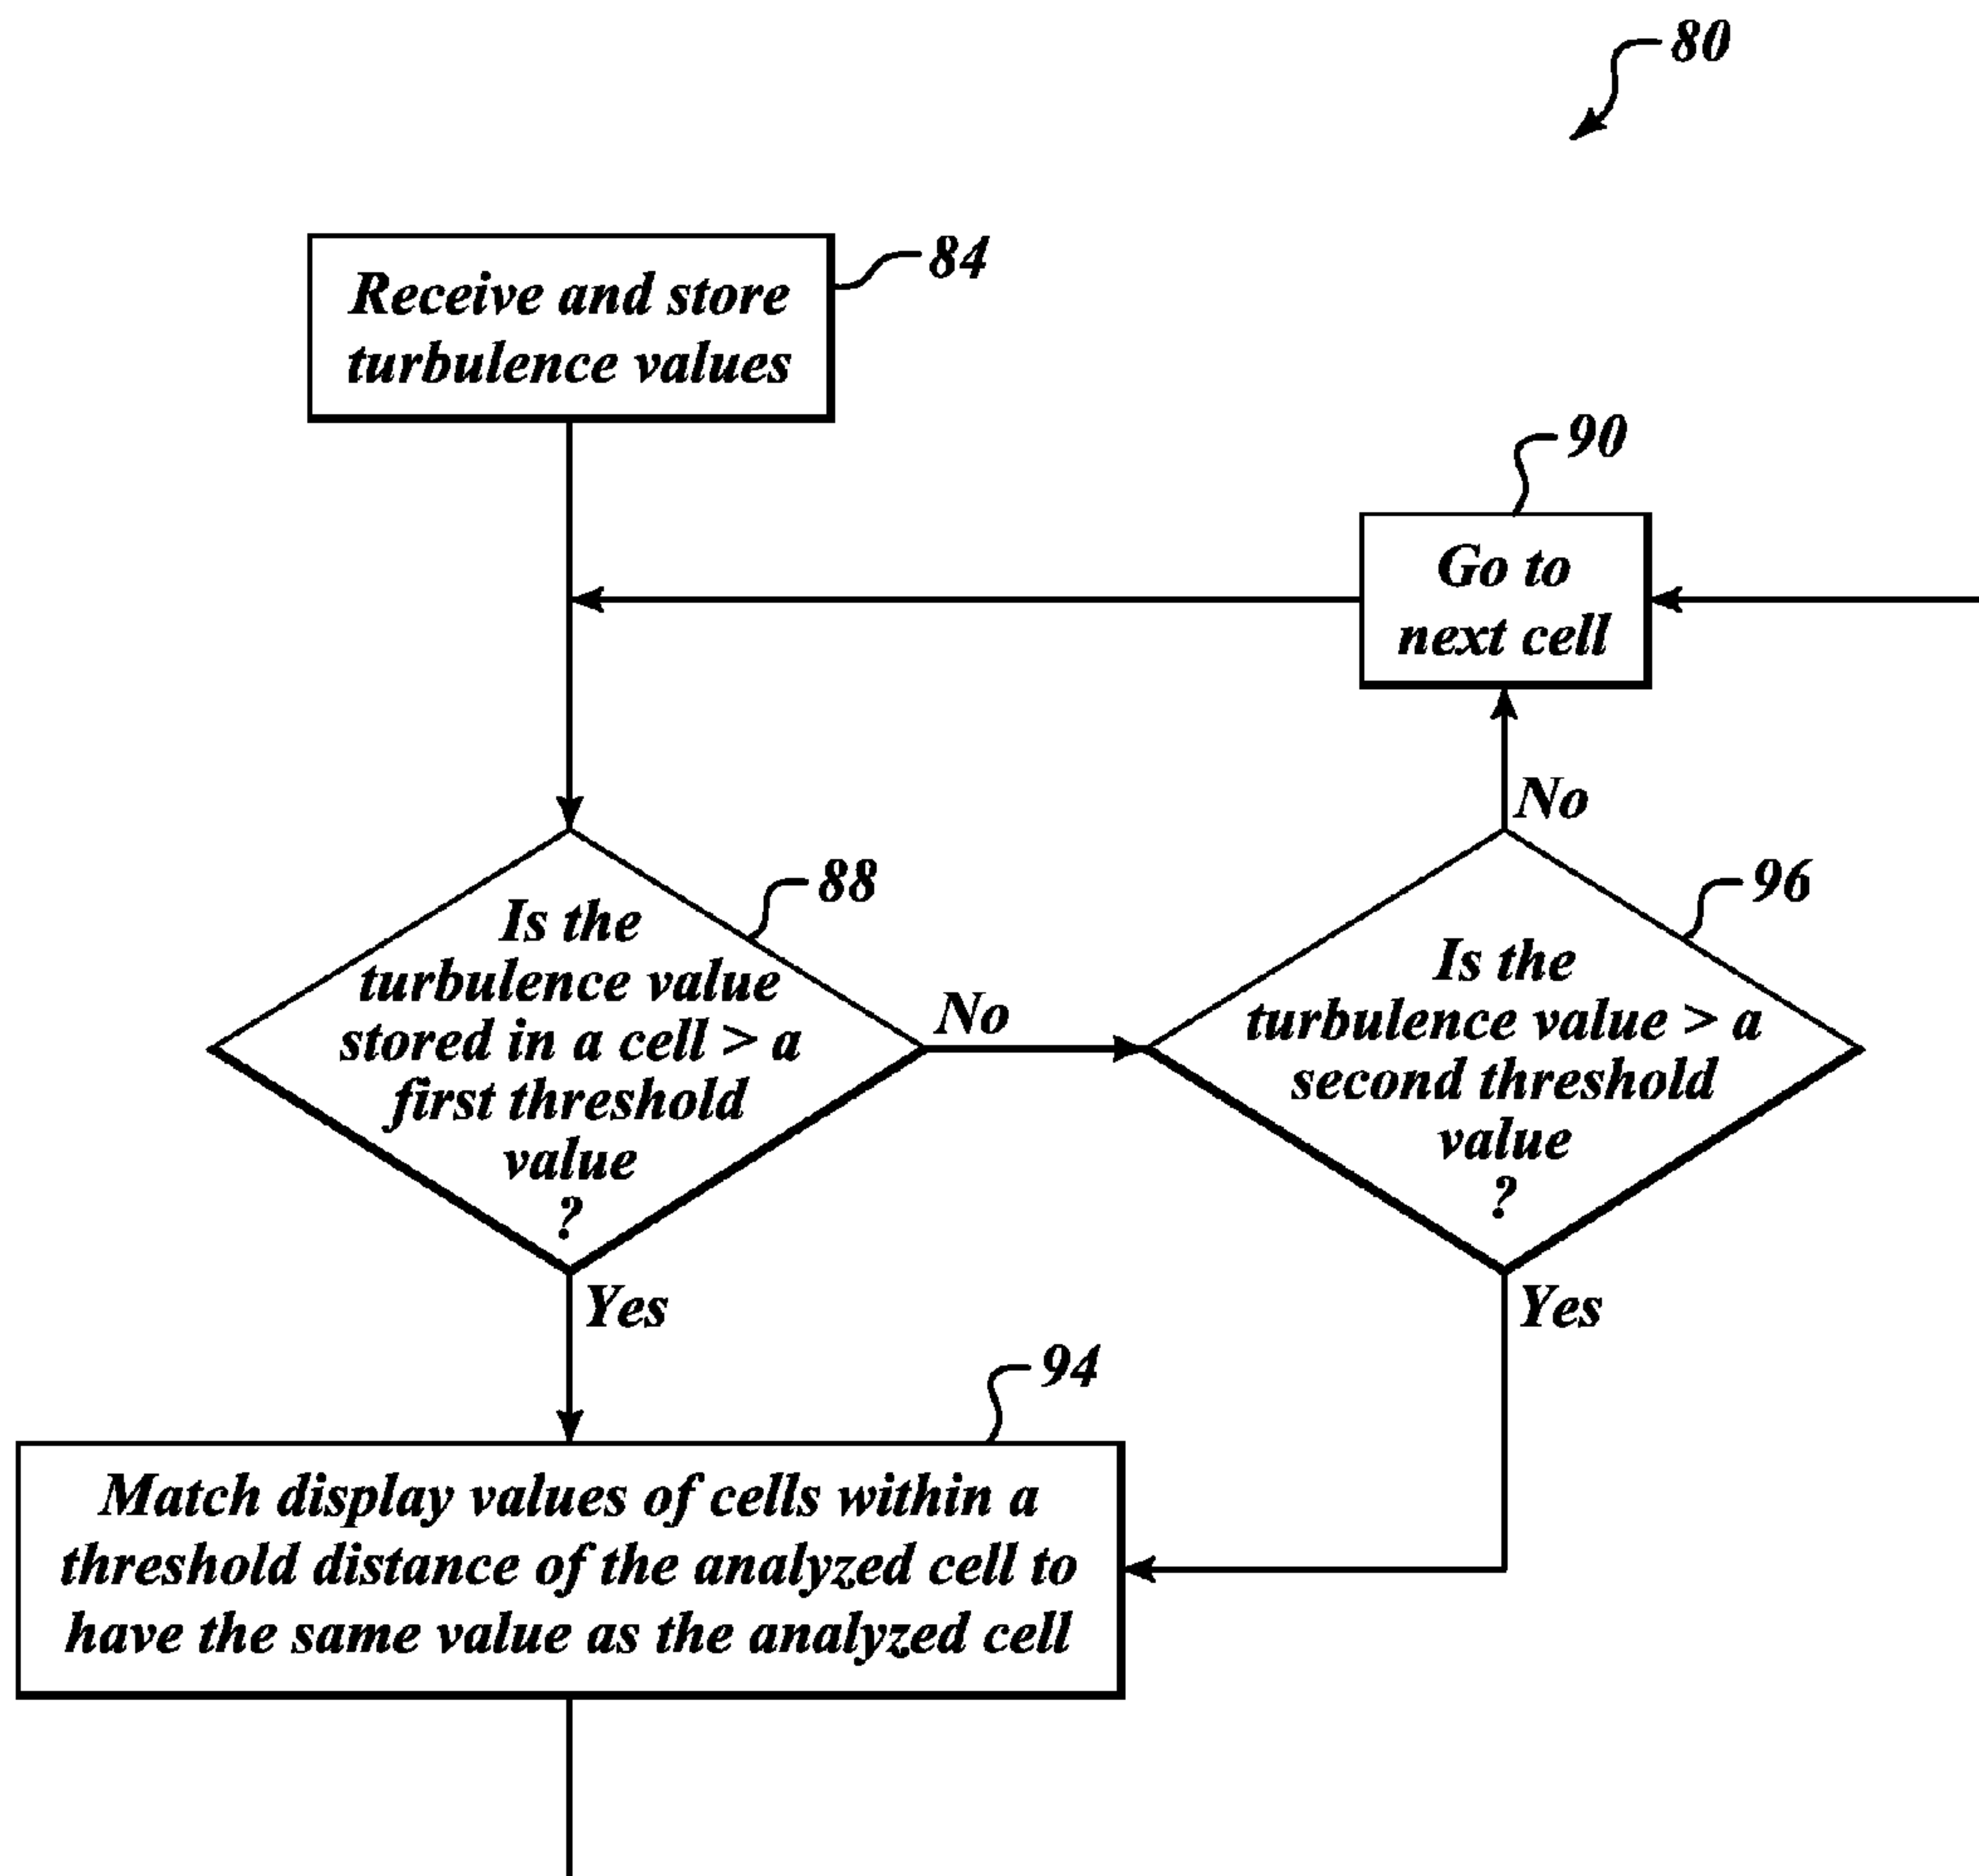 80
84
Receive and store
turbulence values
90
Go to
next cell
No
88
Is the
turbulence value
stored in a cell > a
first threshold
value
?
No
96
Is the
turbulence value > a
second threshold
value
?
Yes
Yes
94
Match display values of cells within a
threshold distance of the analyzed cell to
have the same value as the analyzed cell